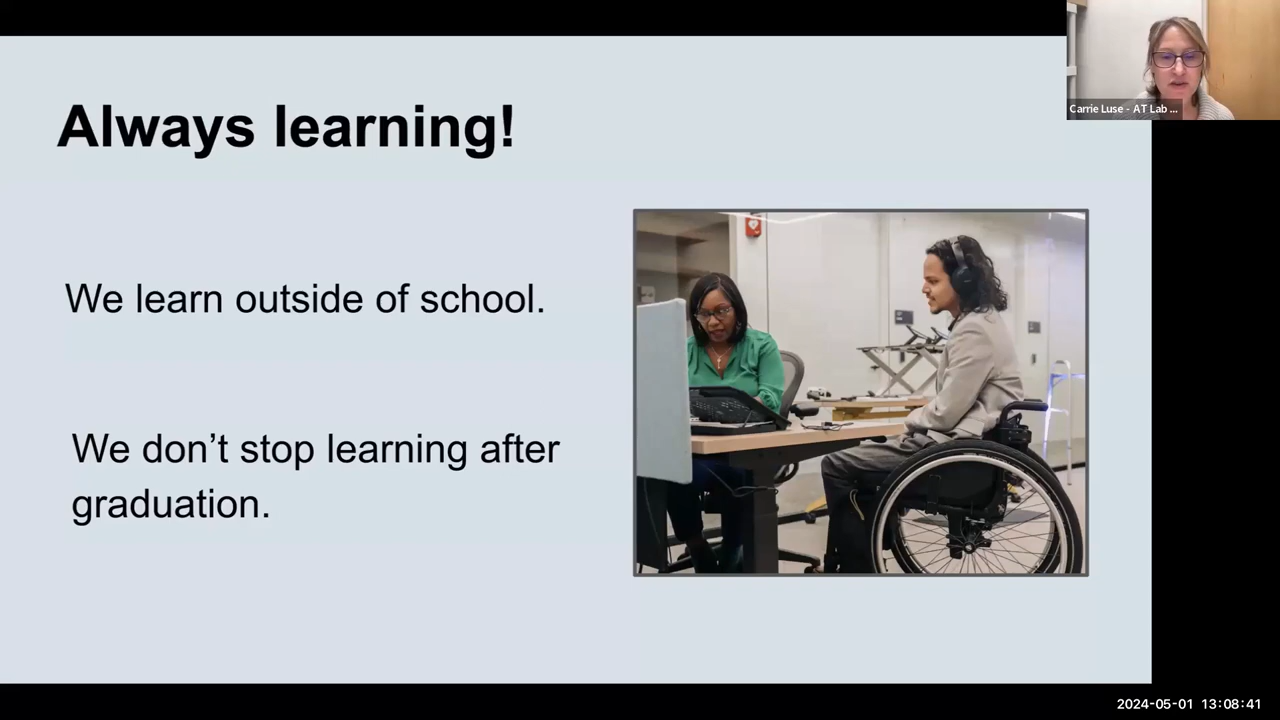 Always learning!
Carrie Luse - AT Lab ...
We learn outside of school.
We don’t stop learning after
graduation.
2024-05-01 13:08:41